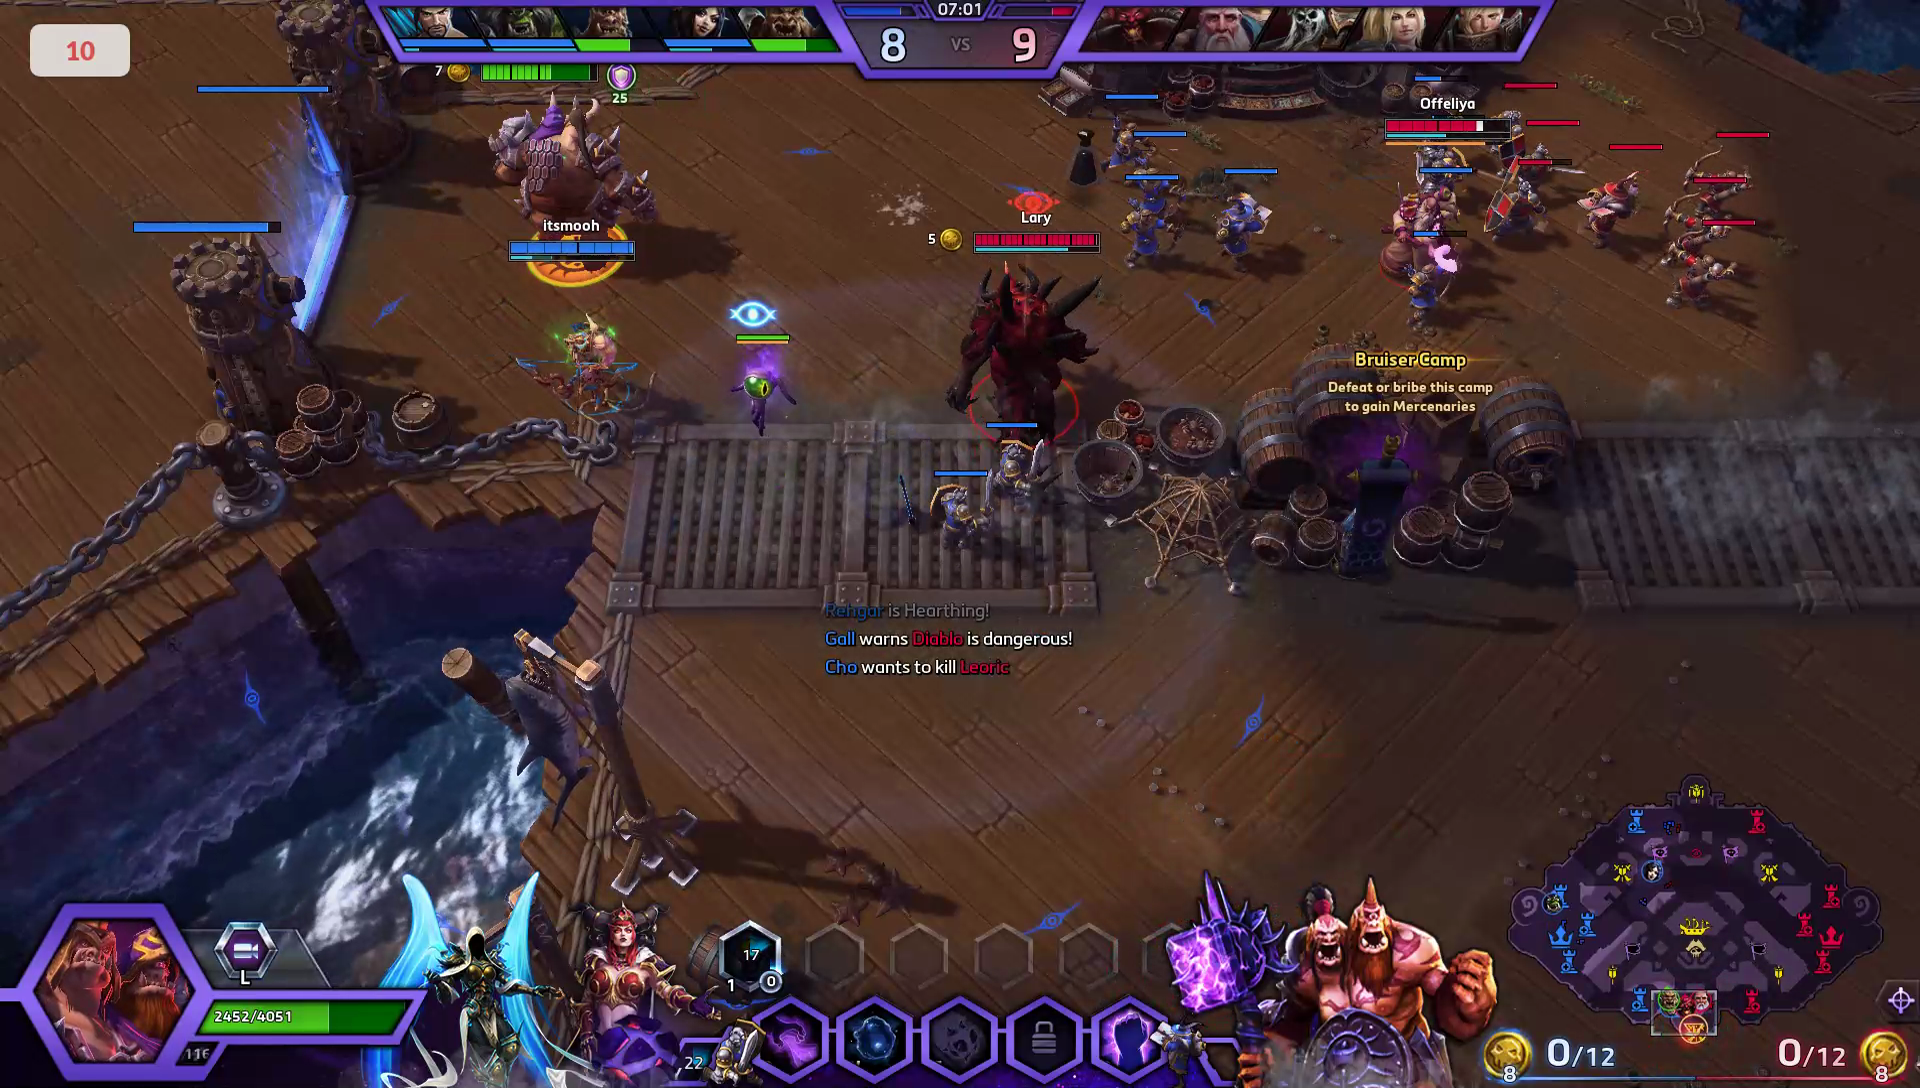 10
07:01
8 VS 9
7
25
Offeliya
itsmooh
Lary
5
Bruiser Camp
Defeat or bribe this camp
to gain Mercenaries
Rehgar is Hearthing!
Gall warns Diablo is dangerous!
Cho wants to kill Leoric
17
1
0
L
2452/4051
116
22
0/12
8
0/12
8